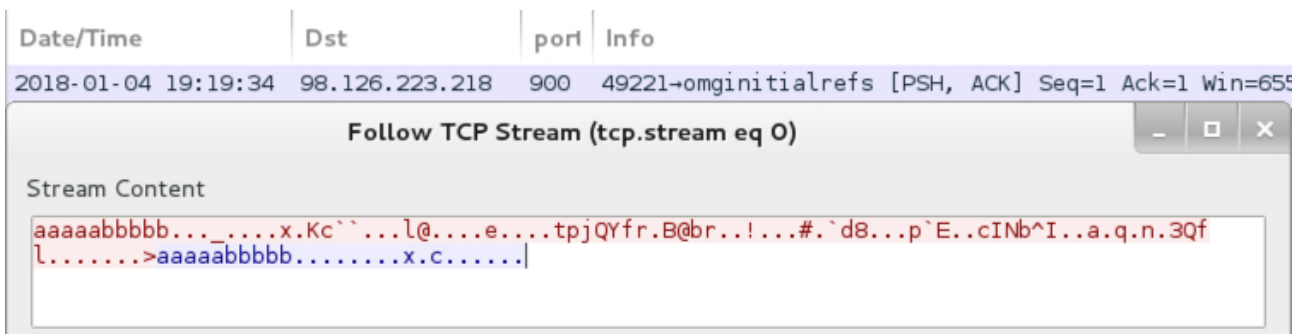 Date/Time Dst port Info
2018-01-04 19:19:34 98.126.223.218 900 49221→omginitialrefs [PSH, ACK] Seq=1 Ack=1 Win=655
Follow TCP Stream (tcp.stream eq 0)
Stream Content
aaaaabbbbb..._....x.Kc``...l@....e....tpjQYfr.B@br..!...#.`d8...p`E..cINb^I..a.q.n.3Qf
l.......>aaaaabbbbb........x.c......